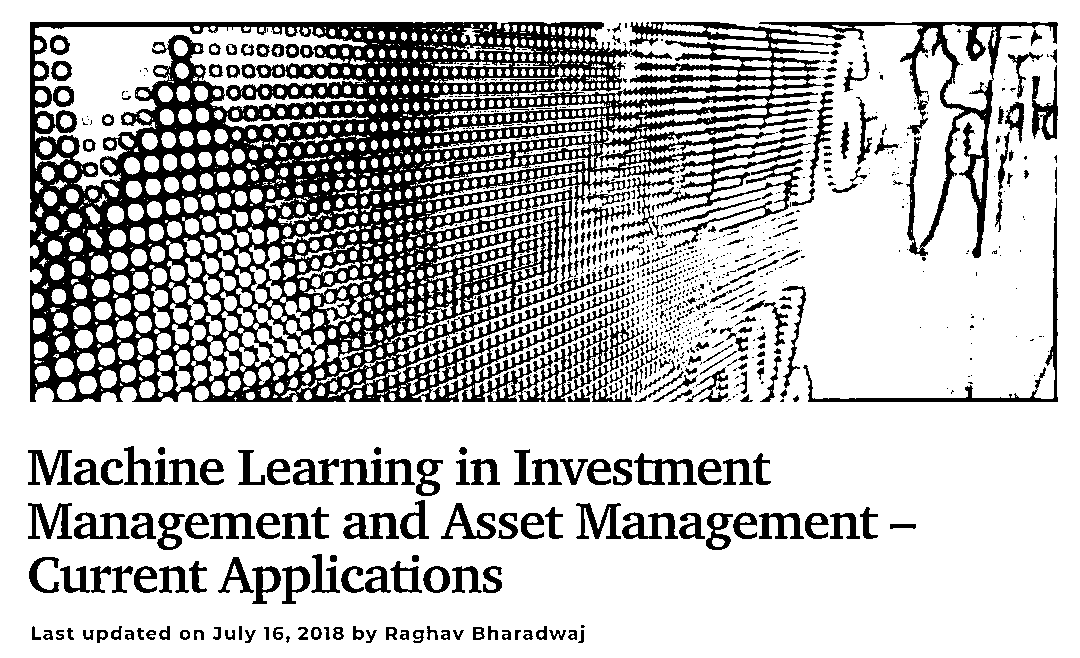 Machine Learning in Investment
Management and Asset Management –
Current Applications
Last updated on July 16, 2018 by Raghav Bharadwaj